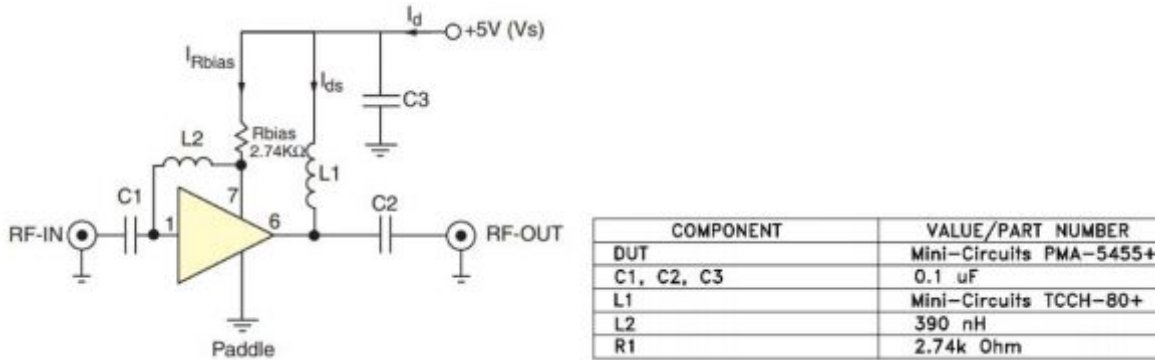 Id
+5V (Vs)
IRbias
Ids
C3
L2
Rbias
2.74KΩ
L1
C1
7
C2
RF-IN
1
6
RF-OUT
Paddle
COMPONENT VALUE/PART NUMBER
DUT Mini-Circuits PMA-5455+
C1, C2, C3 0.1 uF
L1 Mini-Circuits TCCH-80+
L2 390 nH
R1 2.74k Ohm